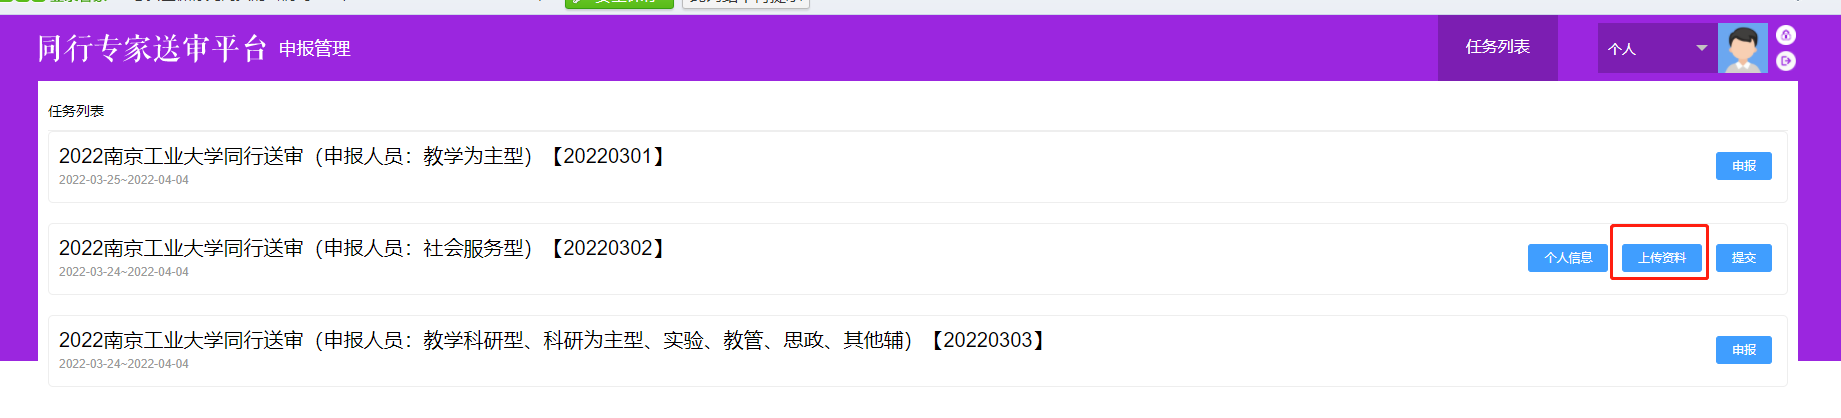 同行专家送审平台 申报管理 任务列表 个人
任务列表
2022南京工业大学同行送审（申报人员：教学为主型）【20220301】
2022-03-25~2022-04-04
申报
2022南京工业大学同行送审（申报人员：社会服务型）【20220302】
2022-03-24~2022-04-04
个人信息 上传资料 提交
2022南京工业大学同行送审（申报人员：教学科研型、科研为主型、实验、教管、思政、其他辅）【20220303】
2022-03-24~2022-04-04
申报